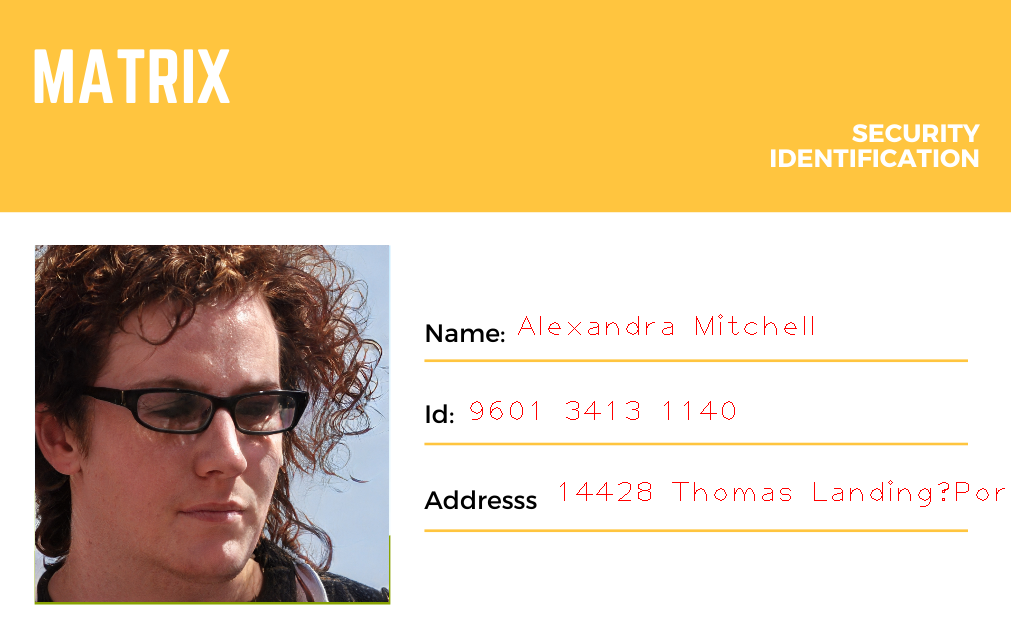 MATRIX
SECURITY
IDENTIFICATION
Name: Alexandra Mitchell
Id: 9601 3413 1140
Addresss 14428 Thomas Landing?Por